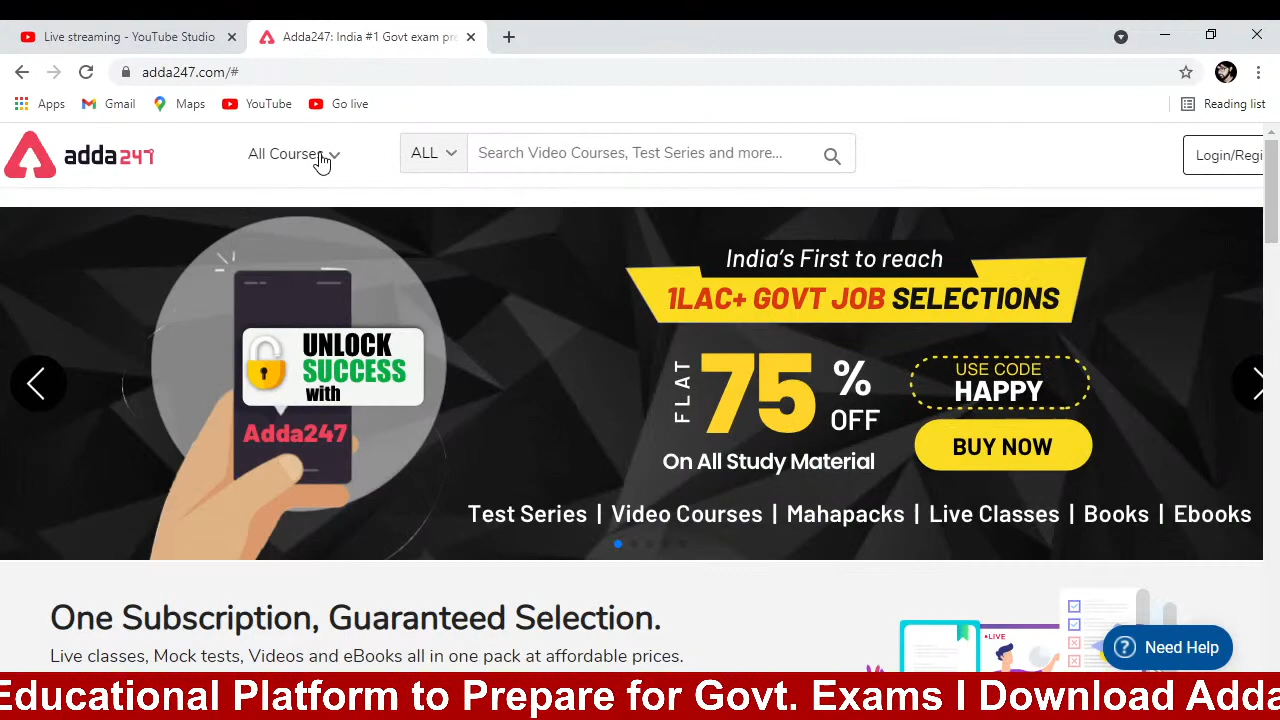 Live streaming - YouTube Studio
Adda247: India #1 Govt exam pre
adda247.com/#
Apps
Gmail
Maps
YouTube
Go live
Reading list
adda247
All Courses
ALL
Search Video Courses, Test Series and more...
Login/Regi
UNLOCK
SUCCESS
with
Adda247
India's First to reach
1LAC+ GOVT JOB SELECTIONS
FLAT
75% OFF
On All Study Material
USE CODE
HAPPY
BUY NOW
Test Series | Video Courses | Mahapacks | Live Classes | Books | Ebooks
One Subscription, Guaranteed Selection.
Live classes, Mock tests, Videos and eBooks all in one pack at affordable prices.
LIVE
Need Help
Educational Platform to Prepare for Govt. Exams I Download Adda